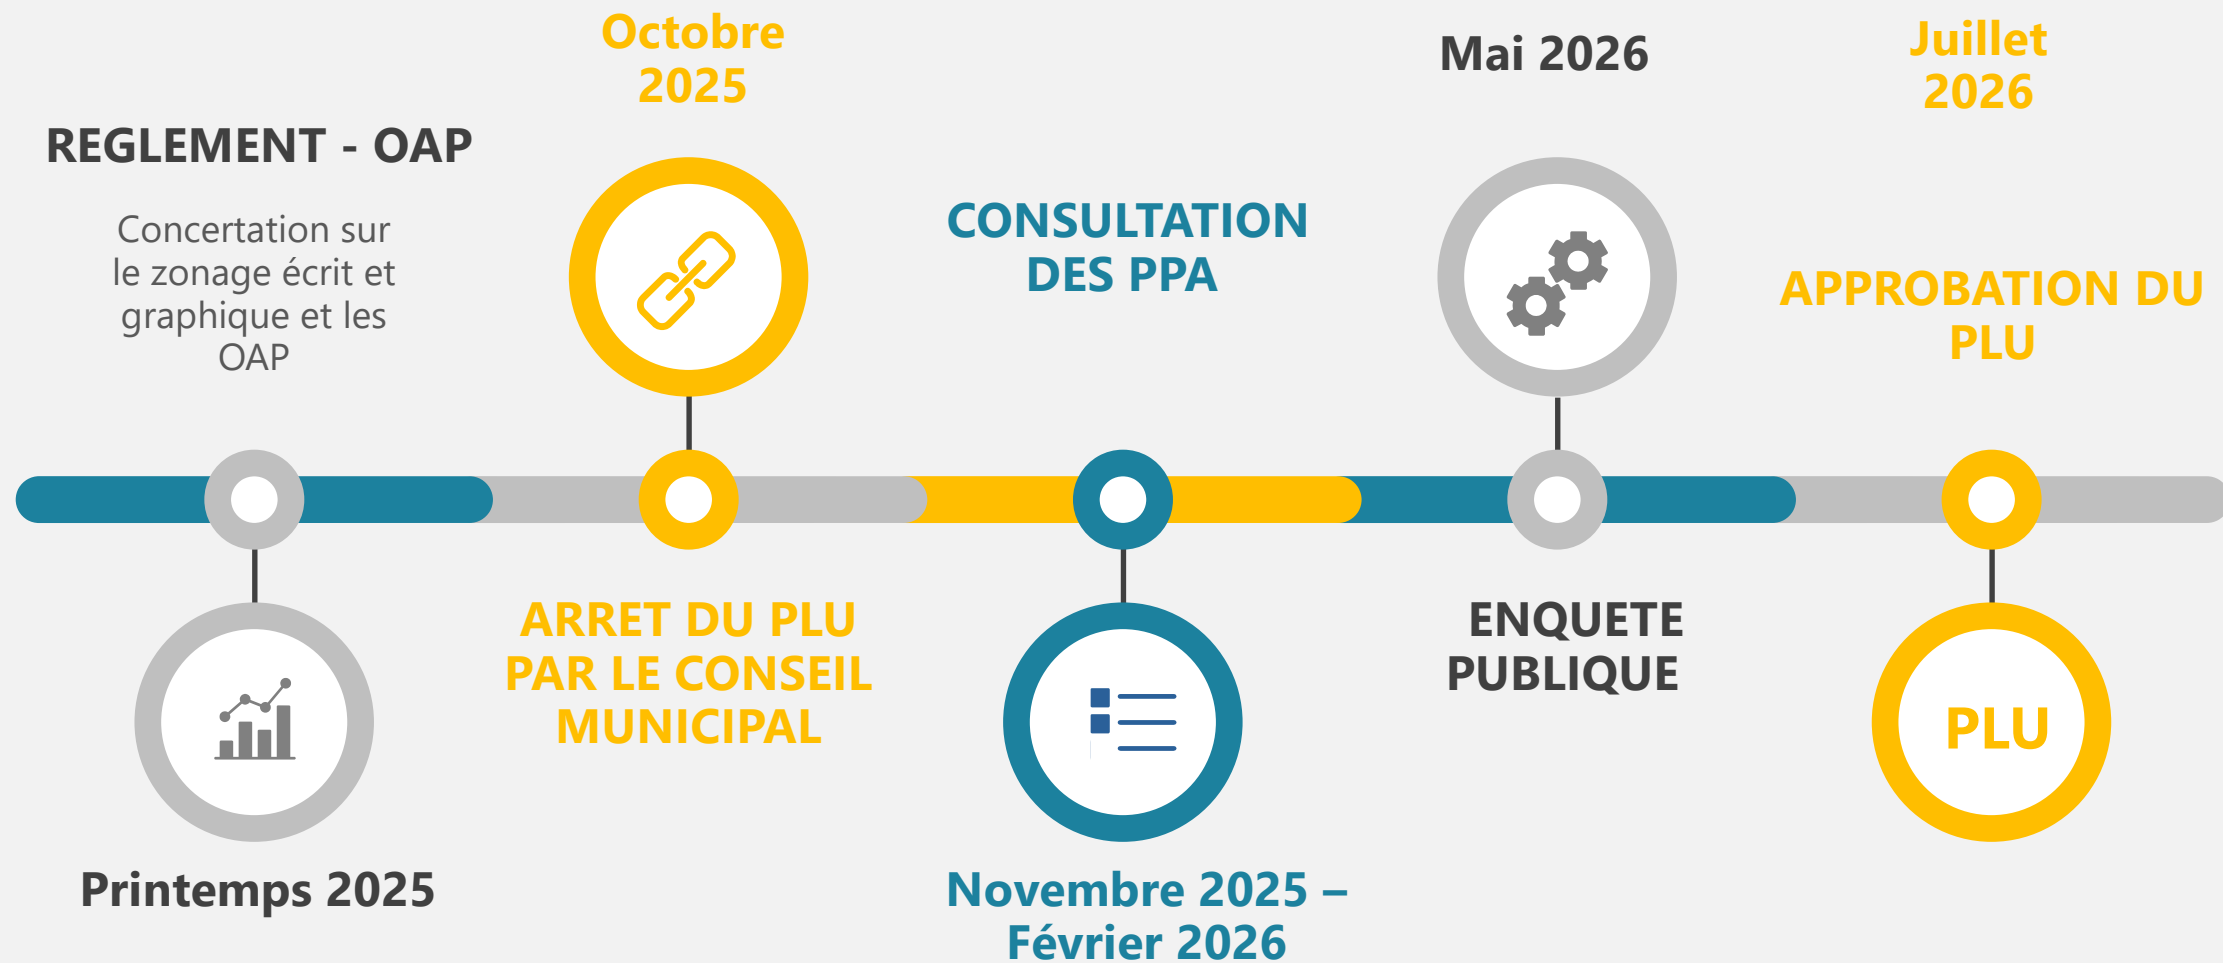 REGLEMENT - OAP
Concertation sur
le zonage écrit et
graphique et les
OAP
Printemps 2025
Octobre
2025
ARRET DU PLU
PAR LE CONSEIL
MUNICIPAL
CONSULTATION
DES PPA
Novembre 2025 –
Février 2026
Mai 2026
ENQUETE
PUBLIQUE
Juillet
2026
APPROBATION DU
PLU
PLU